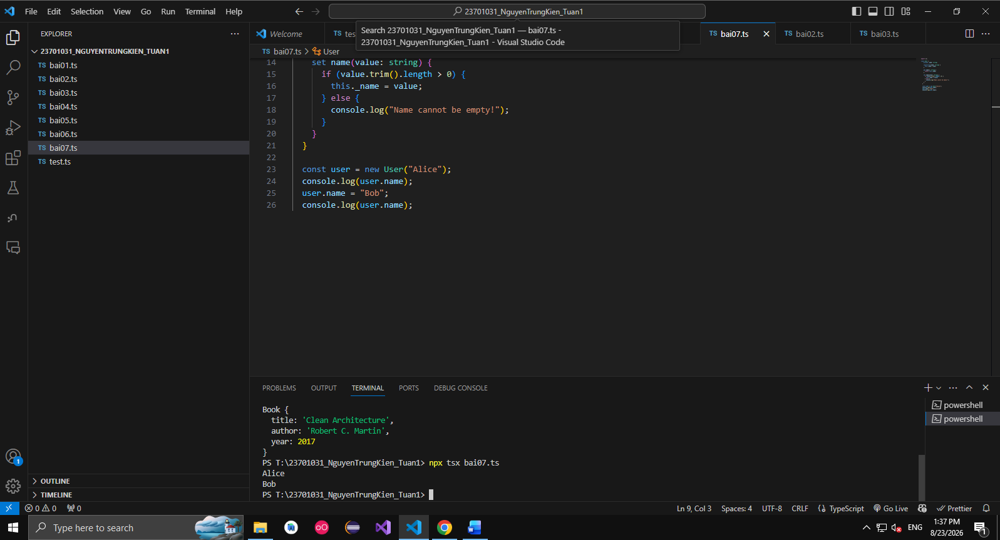 File Edit Selection View Go Run Terminal Help
23701031_NguyenTrungKien_Tuan1
EXPLORER
Welcome
TS tes
Search 23701031_NguyenTrungKien_Tuan1 — bai07.ts -
23701031_NguyenTrungKien_Tuan1 - Visual Studio Code
TS bai07.ts
TS bai02.ts
TS bai03.ts
23701031_NGUYENTRUNGKIEN_TUAN1
TS bai01.ts
TS bai02.ts
TS bai03.ts
TS bai04.ts
TS bai05.ts
TS bai06.ts
TS bai07.ts
TS test.ts
OUTLINE
TIMELINE
TS bai07.ts > User
14 set name(value: string) {
15 if (value.trim().length > 0) {
16 this._name = value;
17 } else {
18 console.log("Name cannot be empty!");
19 }
20 }
21 }
22
23 const user = new User("Alice");
24 console.log(user.name);
25 user.name = "Bob";
26 console.log(user.name);
PROBLEMS OUTPUT TERMINAL PORTS DEBUG CONSOLE
Book {
title: 'Clean Architecture',
author: 'Robert C. Martin',
year: 2017
}
PS T:\23701031_NguyenTrungKien_Tuan1> npx tsx bai07.ts
Alice
Bob
PS T:\23701031_NguyenTrungKien_Tuan1>
powershell
powershell
1
0 0 0
Ln 9, Col 3 Spaces: 4 UTF-8 CRLF {} TypeScript Go Live Prettier
Type here to search
ENG
1:37 PM
8/23/2026
1